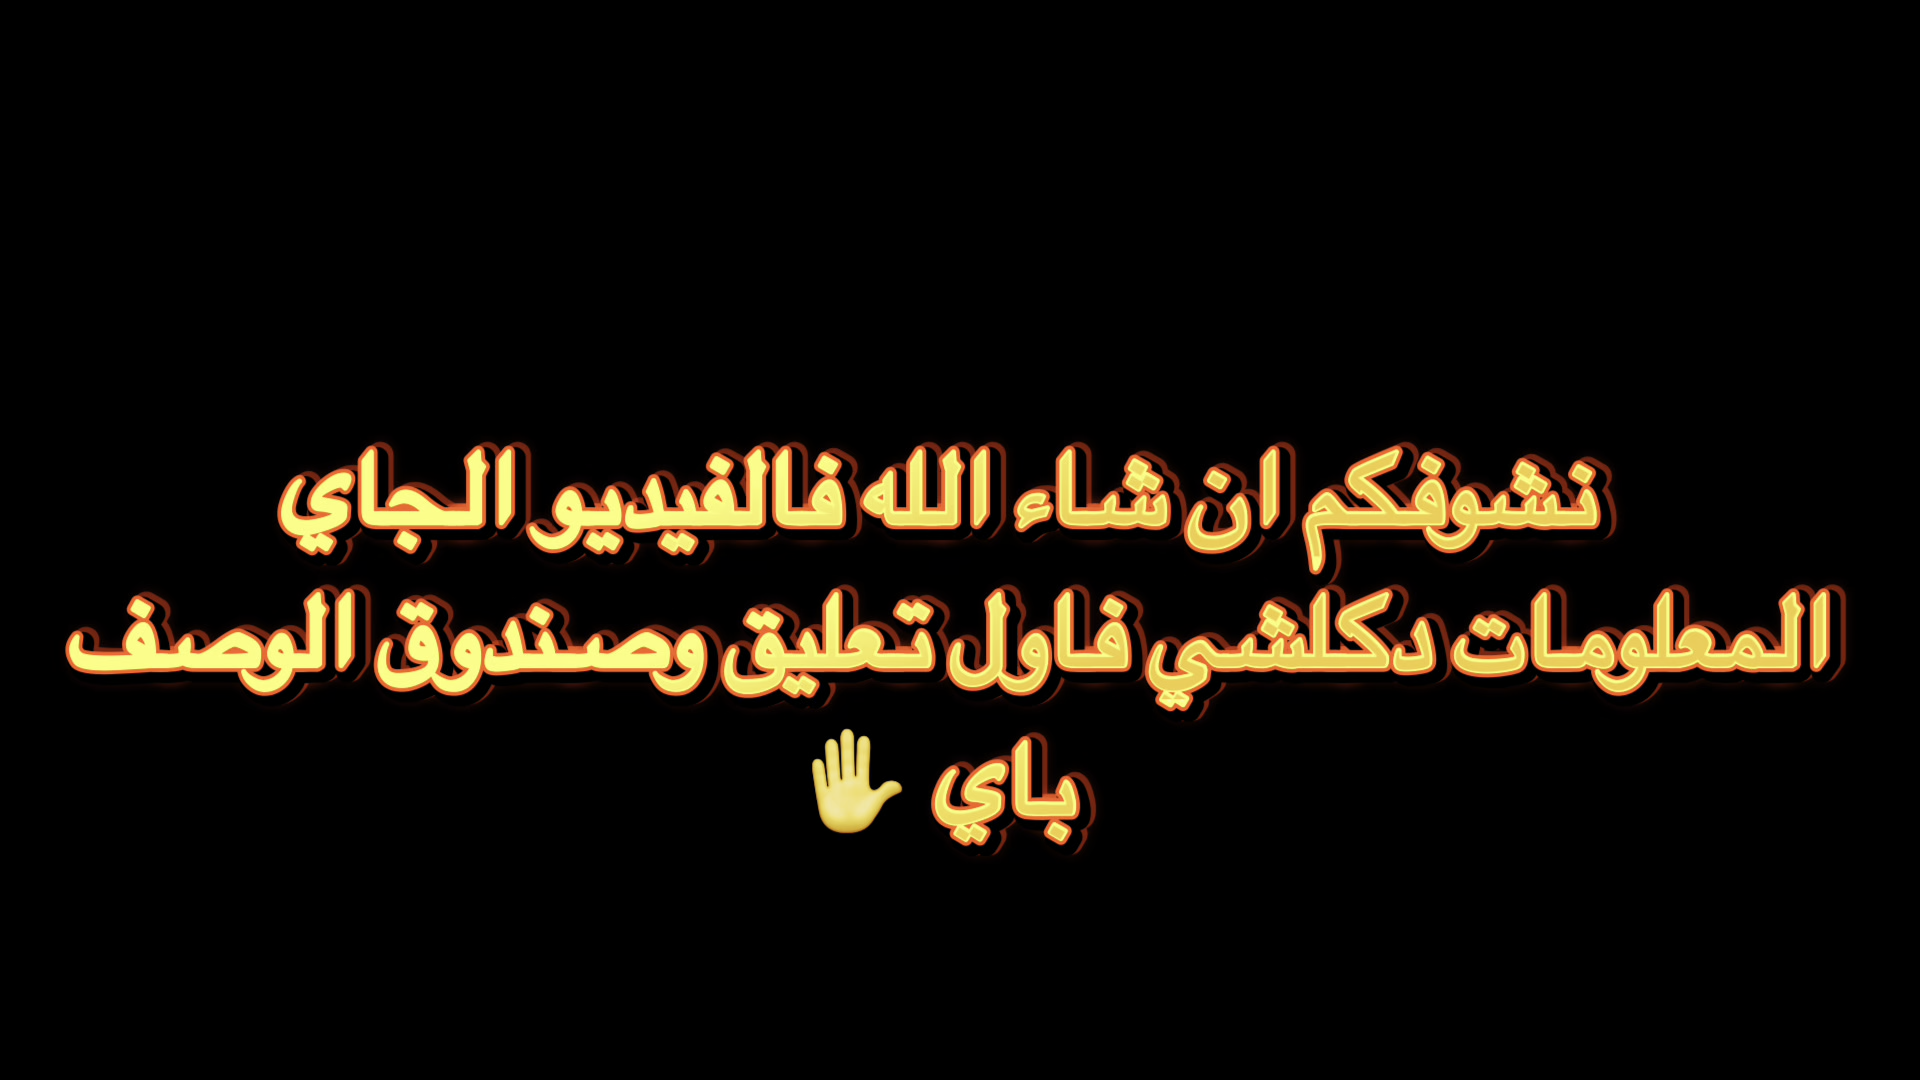 نشوفكم ان شاء الله فالفيديو الجاي
المعلومات دكلشي فاول تعليق وصندوق الوصف
باي ✋